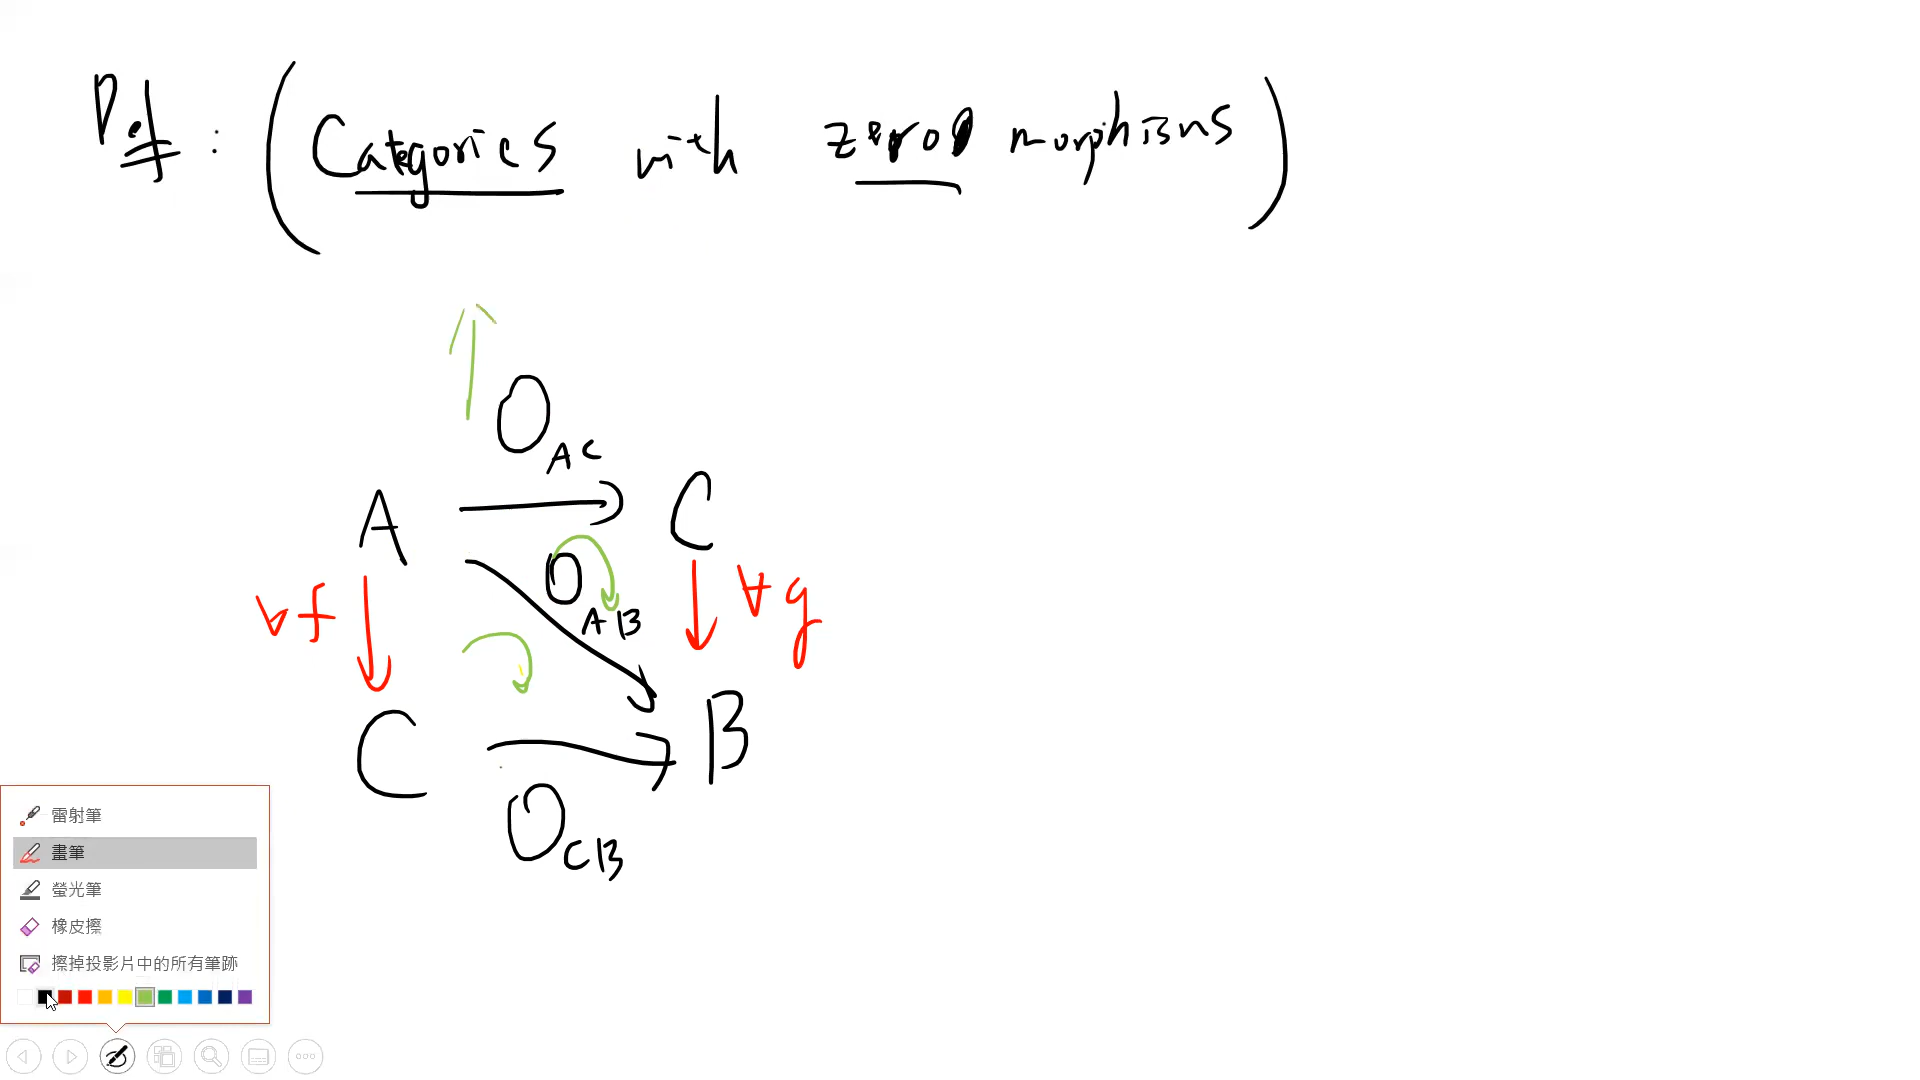 Def : (Categories with zero morphisms)
0_AC
A C
0_AB
∀f ∀g
C B
0_CB
雷射筆
畫筆
螢光筆
橡皮擦
擦掉投影片中的所有筆跡